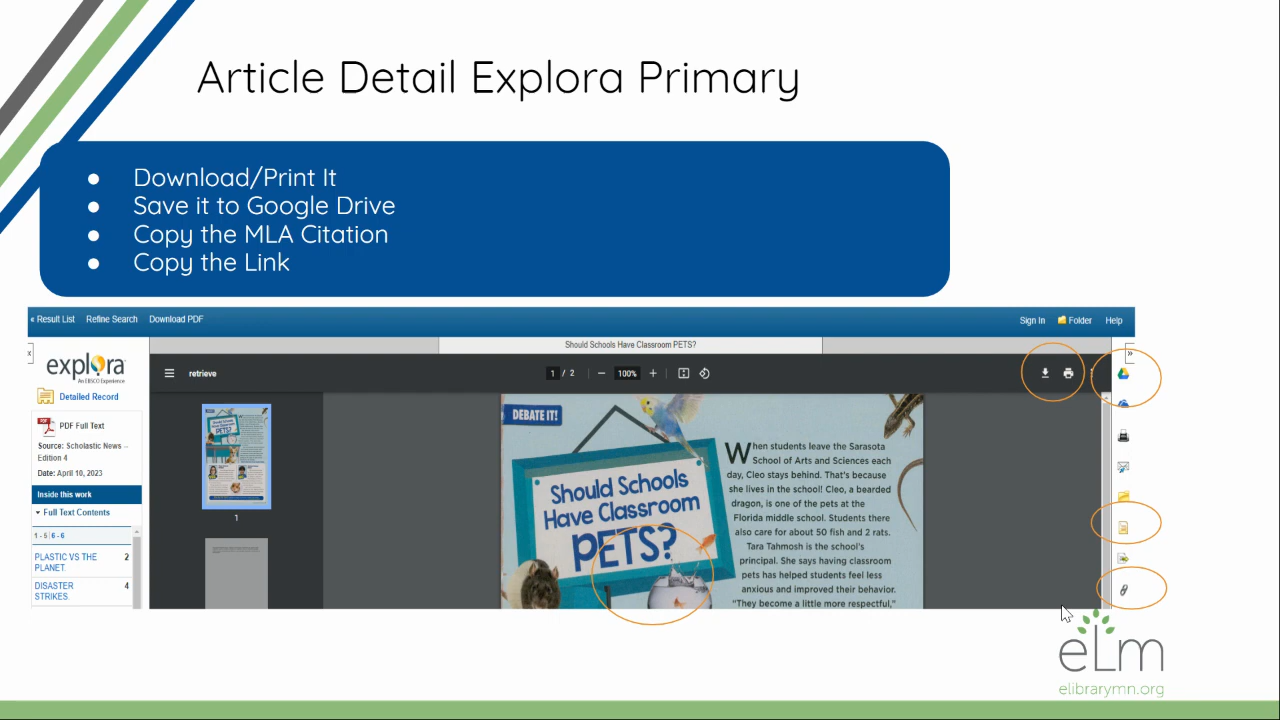 Article Detail Explora Primary
● Download/Print It
● Save it to Google Drive
● Copy the MLA Citation
● Copy the Link
« Result List Refine Search Download PDF
Sign In Folder Help
Should Schools Have Classroom PETS?
x
»
explora
An EBSCO Experience
Detailed Record
PDF PDF Full Text
Source: Scholastic News --
Edition 4
Date: April 10, 2023
Inside this work
Full Text Contents
1 - 5 | 6 - 6
PLASTIC VS THE 2
PLANET.
DISASTER 4
STRIKES
retrieve
1 / 2 − 100% +
1
DEBATE IT!
Should Schools
Have Classroom
PETS?
When students leave the Sarasota
School of Arts and Sciences each
day, Cleo stays behind. That's because
she lives in the school! Cleo, a bearded
dragon, is one of the pets at the
Florida middle school. Students there
also care for about 50 fish and 2 rats.
Tara Tahmosh is the school's
principal. She says having classroom
pets has helped students feel less
anxious and improved their behavior.
"They become a little more respectful,"
eLm
elibrarymn.org